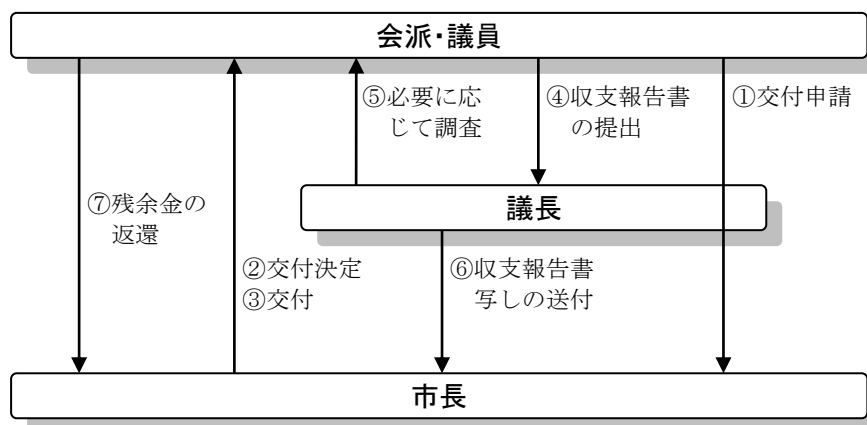 会派・議員
⑤必要に応
じて調査
④収支報告書
の提出
①交付申請
議長
⑦残余金の
返還
②交付決定
③交付
⑥収支報告書
写しの送付
市長